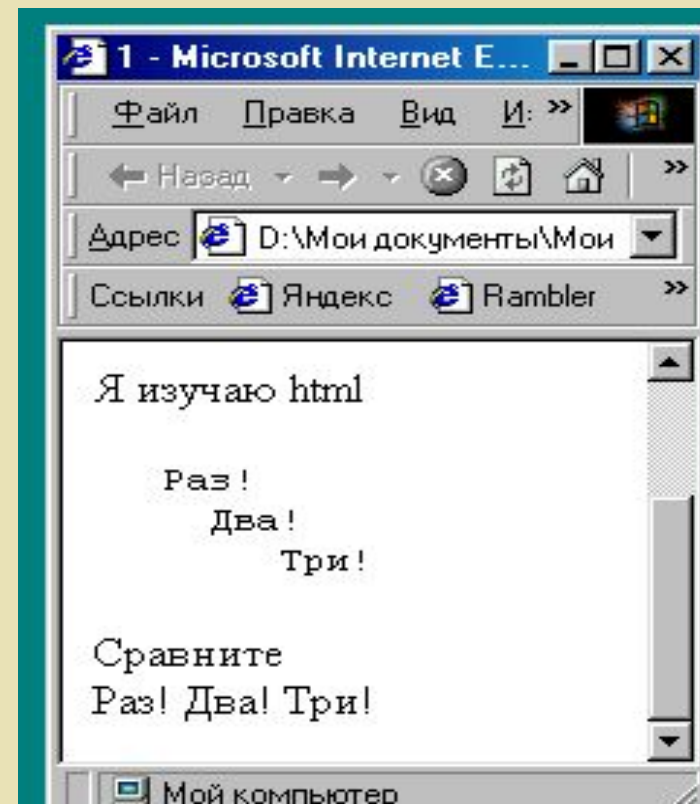 1 - Microsoft Internet E...
Файл Правка Вид И: »
Назад »
Адрес D:\Мои документы\Мои
Ссылки Яндекс Rambler »
Я изучаю html
Раз!
Два!
Три!
Сравните
Раз! Два! Три!
Мой компьютер